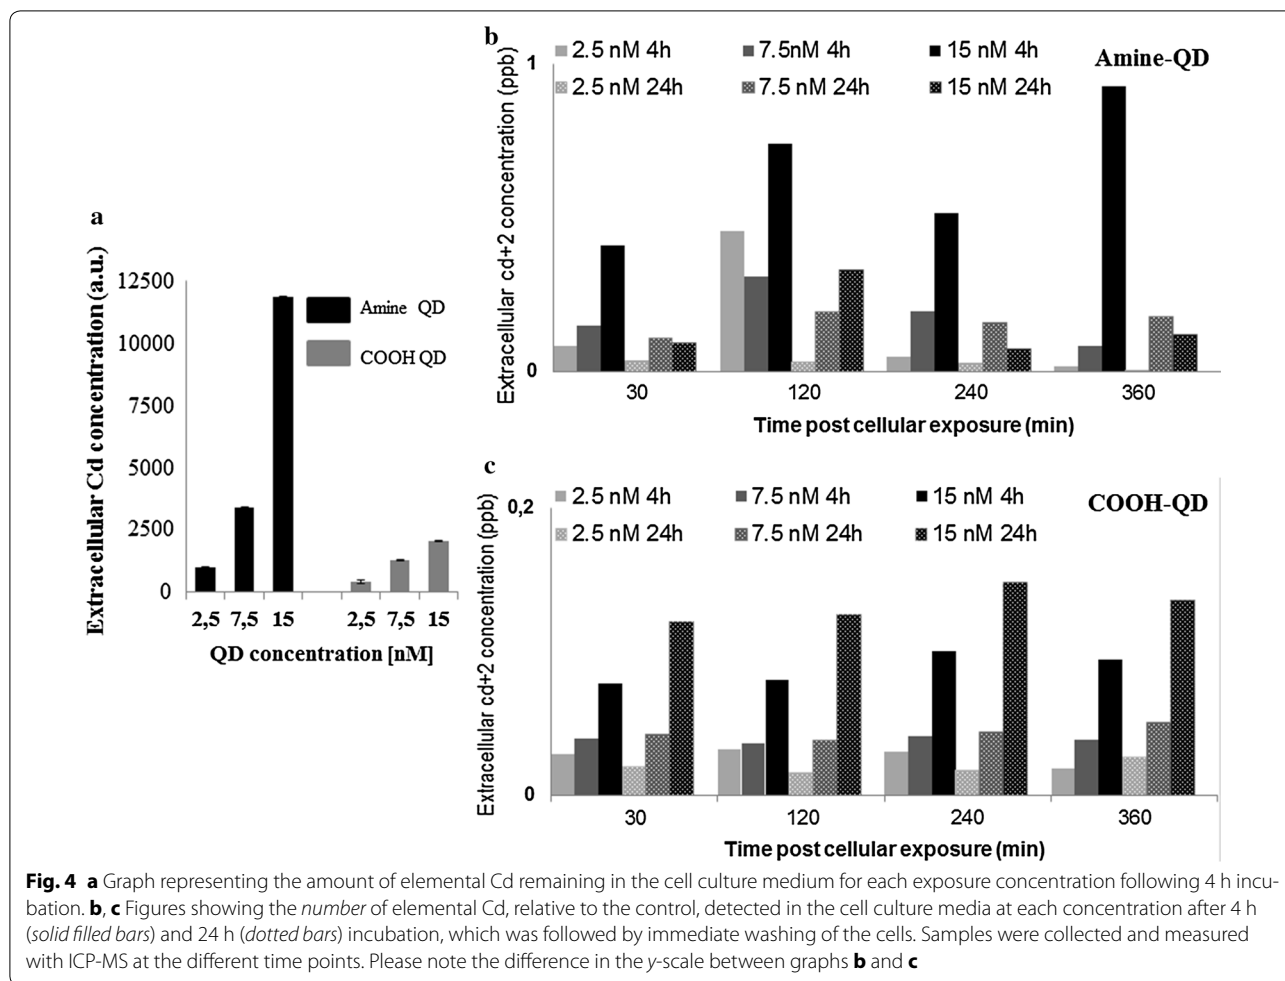 a
Extracellular Cd concentration (a.u.)
12500
10000
7500
5000
2500
0
Amine QD
COOH QD
2,5 7,5 15 2,5 7,5 15
QD concentration [nM]
b
Extracellular cd+2 concentration (ppb)
1
0
2.5 nM 4h 7.5nM 4h 15 nM 4h
2.5 nM 24h 7.5 nM 24h 15 nM 24h
Amine-QD
30 120 240 360
Time post cellular exposure (min)
c
Extracellular cd+2 concentration (ppb)
0,2
0
2.5 nM 4h 7.5 nM 4h 15 nM 4h
2.5 nM 24h 7.5 nM 24h 15 nM 24h
COOH-QD
30 120 240 360
Time post cellular exposure (min)
Fig. 4 a Graph representing the amount of elemental Cd remaining in the cell culture medium for each exposure concentration following 4 h incu-
bation. b, c Figures showing the number of elemental Cd, relative to the control, detected in the cell culture media at each concentration after 4 h
(solid filled bars) and 24 h (dotted bars) incubation, which was followed by immediate washing of the cells. Samples were collected and measured
with ICP-MS at the different time points. Please note the difference in the y-scale between graphs b and c